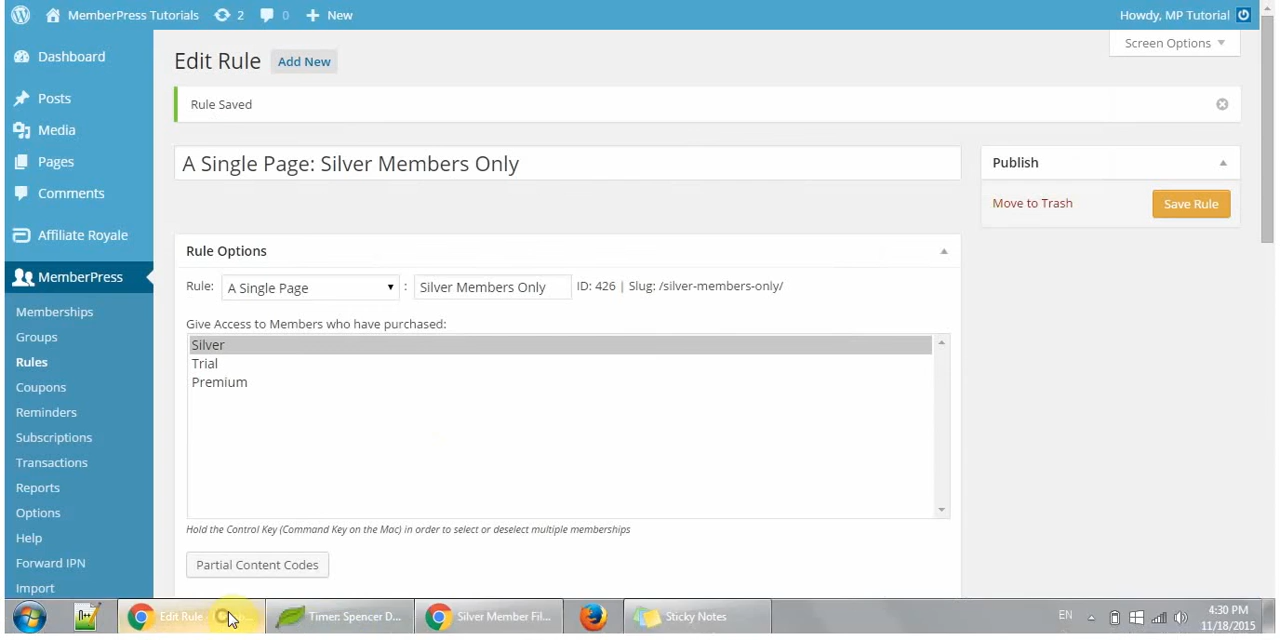 MemberPress Tutorials 2 0 New Howdy, MP Tutorial
Screen Options
Dashboard
Posts
Media
Pages
Comments
Affiliate Royale
MemberPress
Memberships
Groups
Rules
Coupons
Reminders
Subscriptions
Transactions
Reports
Options
Help
Forward IPN
Import
Edit Rule Add New
Rule Saved
A Single Page: Silver Members Only
Publish
Move to Trash Save Rule
Rule Options
Rule: A Single Page : Silver Members Only ID: 426 | Slug: /silver-members-only/
Give Access to Members who have purchased:
Silver
Trial
Premium
Hold the Control Key (Command Key on the Mac) in order to select or deselect multiple memberships
Partial Content Codes
Edit Rule Timer: Spencer D... Silver Member Fil... Sticky Notes EN 4:30 PM
11/18/2015